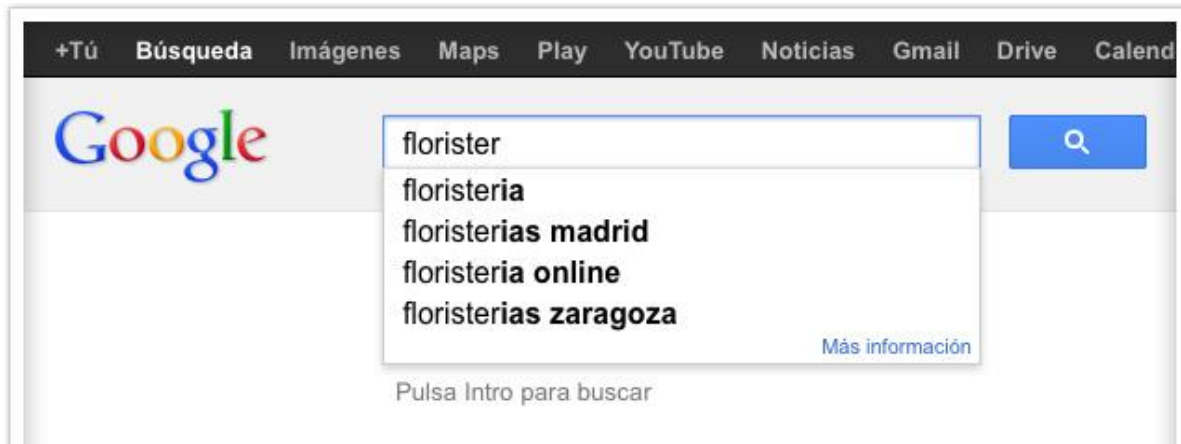 +Tú Búsqueda Imágenes Maps Play YouTube Noticias Gmail Drive Calend
Google
florister
floristeria
floristerias madrid
floristeria online
floristerias zaragoza
Más información
Pulsa Intro para buscar